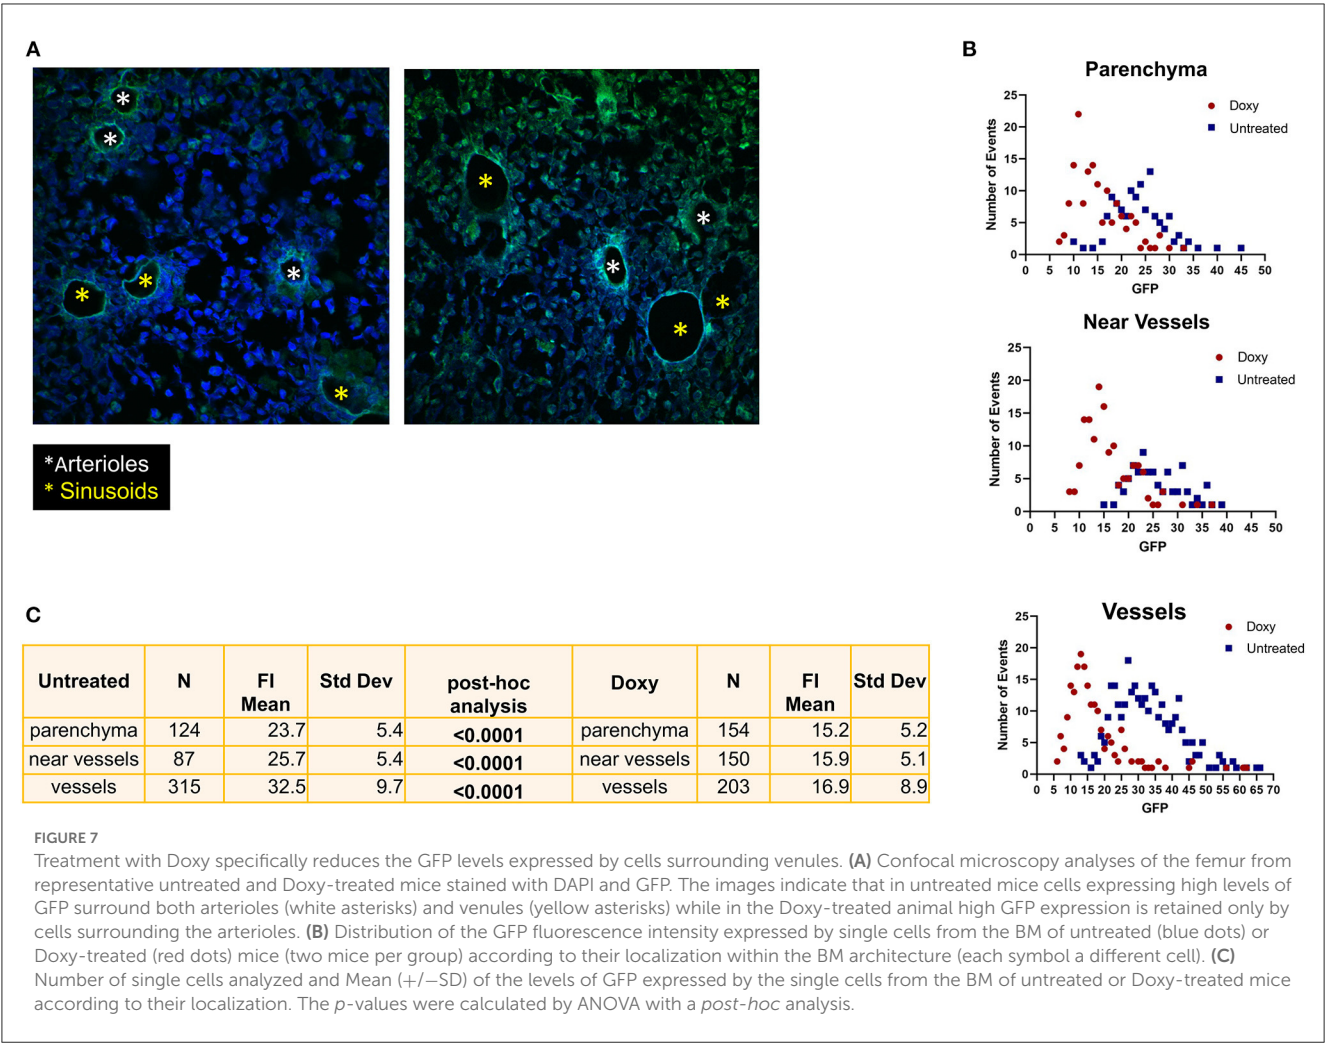 A
*
*
*
*
*
*
*
*
*
*
*
*Arterioles
* Sinusoids
B
Parenchyma
Doxy
Untreated
Number of Events
25
20
15
10
5
0
0 5 10 15 20 25 30 35 40 45 50
GFP
Near Vessels
Doxy
Untreated
Number of Events
25
20
15
10
5
0
0 5 10 15 20 25 30 35 40 45 50
GFP
Vessels
Doxy
Untreated
Number of Events
25
20
15
10
5
0
0 5 10 15 20 25 30 35 40 45 50 55 60 65 70
GFP
C
Untreated N FI Mean Std Dev post-hoc analysis Doxy N FI Mean Std Dev
parenchyma 124 23.7 5.4 <0.0001 parenchyma 154 15.2 5.2
near vessels 87 25.7 5.4 <0.0001 near vessels 150 15.9 5.1
vessels 315 32.5 9.7 <0.0001 vessels 203 16.9 8.9
FIGURE 7
Treatment with Doxy specifically reduces the GFP levels expressed by cells surrounding venules. (A) Confocal microscopy analyses of the femur from
representative untreated and Doxy-treated mice stained with DAPI and GFP. The images indicate that in untreated mice cells expressing high levels of
GFP surround both arterioles (white asterisks) and venules (yellow asterisks) while in the Doxy-treated animal high GFP expression is retained only by
cells surrounding the arterioles. (B) Distribution of the GFP fluorescence intensity expressed by single cells from the BM of untreated (blue dots) or
Doxy-treated (red dots) mice (two mice per group) according to their localization within the BM architecture (each symbol a different cell). (C)
Number of single cells analyzed and Mean (+/−SD) of the levels of GFP expressed by the single cells from the BM of untreated or Doxy-treated mice
according to their localization. The p-values were calculated by ANOVA with a post-hoc analysis.